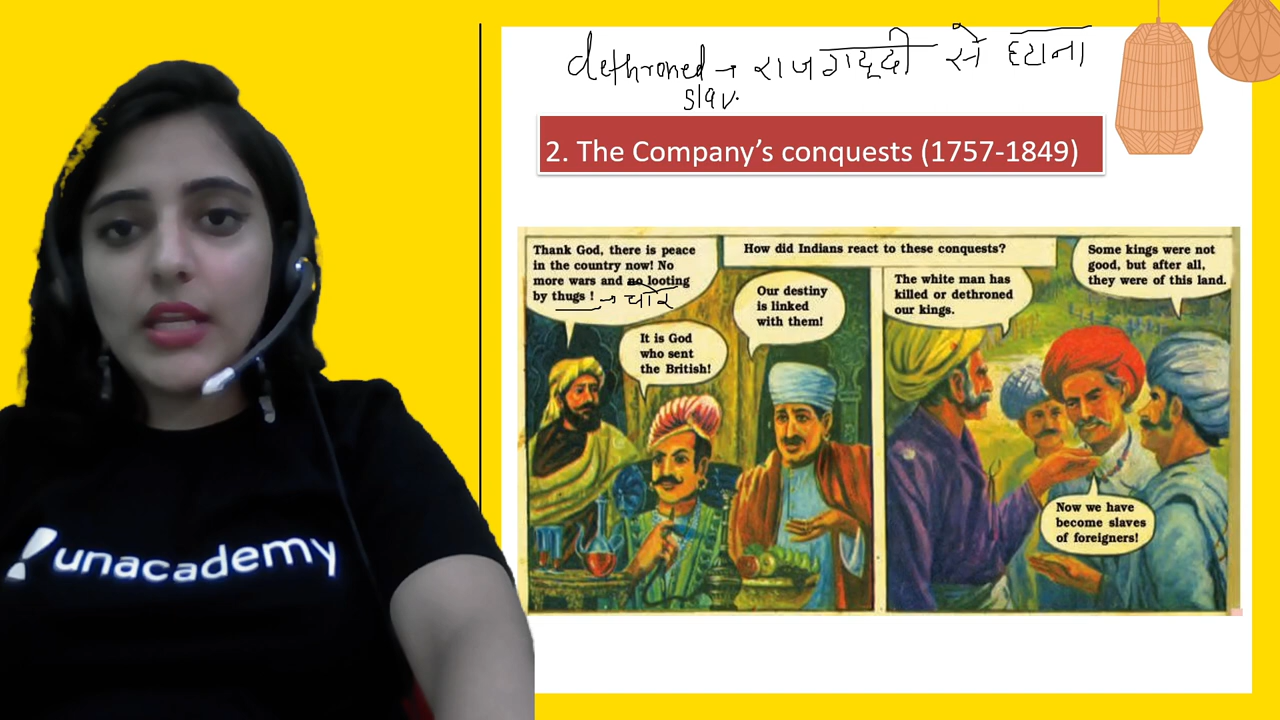 dethroned → राजगद्दी से हटाना
slav.
2. The Company's conquests (1757-1849)
Thank God, there is peace
in the country now! No
more wars and no looting
by thugs ! → चोर
It is God
who sent
the British!
How did Indians react to these conquests?
Our destiny
is linked
with them!
The white man has
killed or dethroned
our kings.
Some kings were not
good, but after all,
they were of this land.
Now we have
become slaves
of foreigners!
unacademy